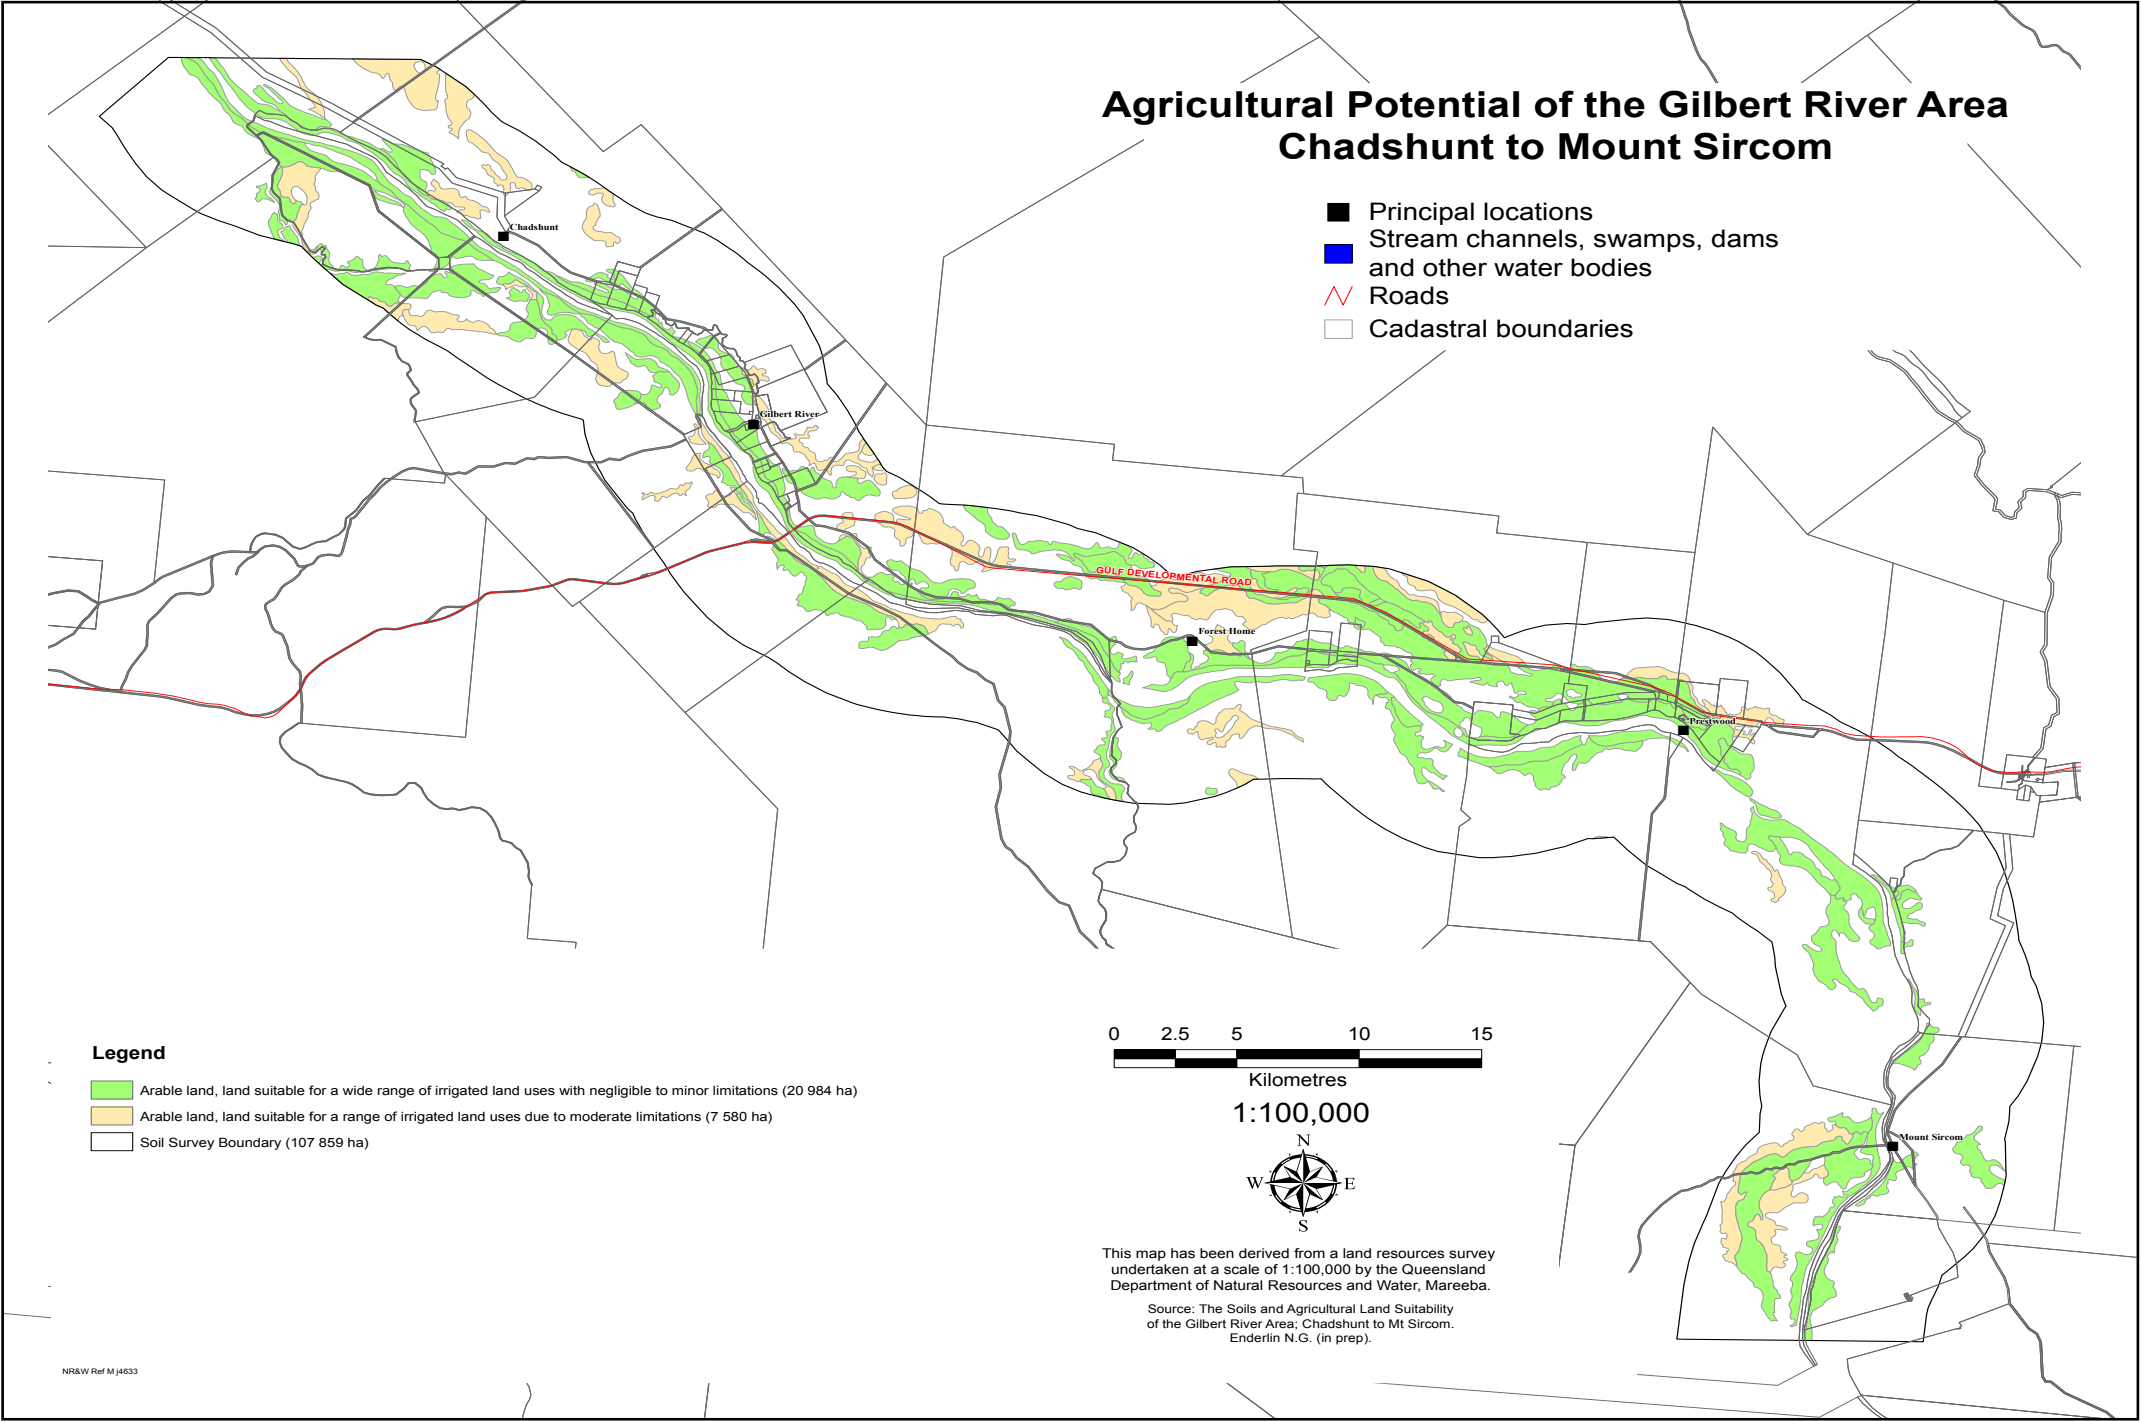 Agricultural Potential of the Gilbert River Area
Chadshunt to Mount Sircom
Principal locations
Stream channels, swamps, dams
and other water bodies
Roads
Cadastral boundaries
Chadshunt
Gilbert River
GULF DEVELOPMENTAL ROAD
Forest Home
Prestwood
Mount Sircom
Legend
Arable land, land suitable for a wide range of irrigated land uses with negligible to minor limitations (20 984 ha)
Arable land, land suitable for a range of irrigated land uses due to moderate limitations (7 580 ha)
Soil Survey Boundary (107 859 ha)
0 2.5 5 10 15
Kilometres
1:100,000
N
W E
S
This map has been derived from a land resources survey
undertaken at a scale of 1:100,000 by the Queensland
Department of Natural Resources and Water, Mareeba.
Source: The Soils and Agricultural Land Suitability
of the Gilbert River Area; Chadshunt to Mt Sircom.
Enderlin N.G. (in prep).
NR&W Ref M j4633